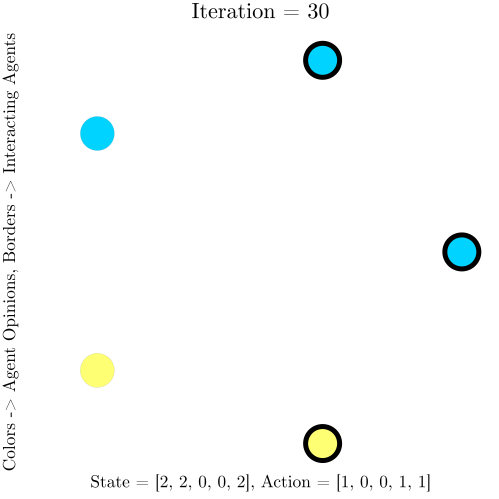 Iteration = 30
Colors -> Agent Opinions, Borders -> Interacting Agents
State = [2, 2, 0, 0, 2], Action = [1, 0, 0, 1, 1]